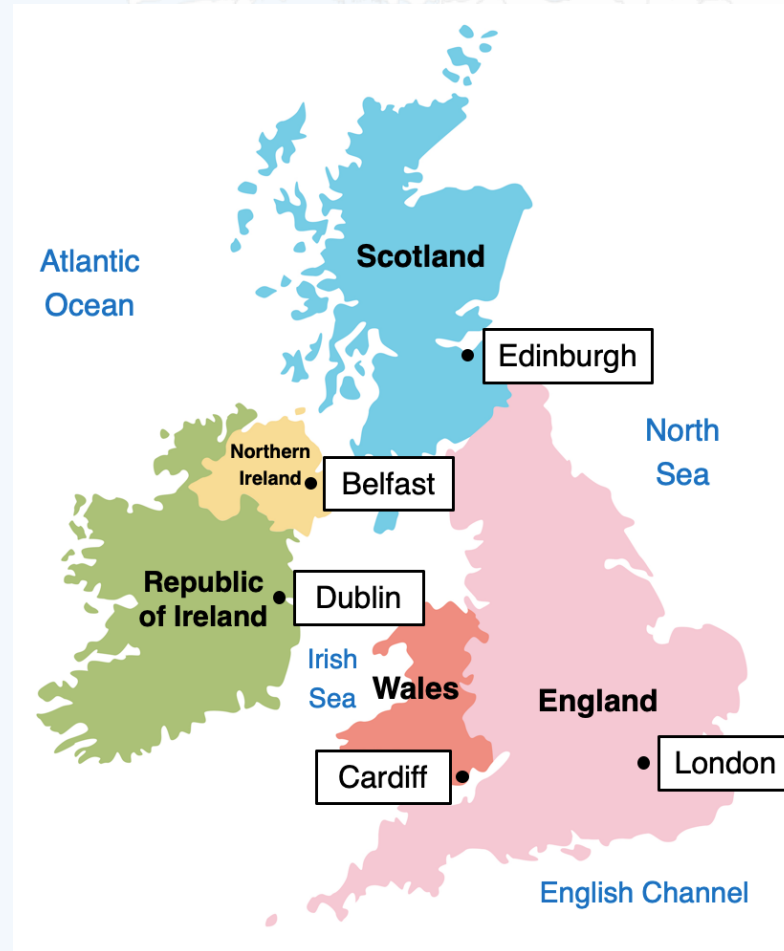 Scotland
Atlantic
Ocean
Edinburgh
North
Sea
Northern
Ireland
Belfast
Republic
of Ireland
Dublin
Irish
Sea
Wales
England
Cardiff
London
English Channel